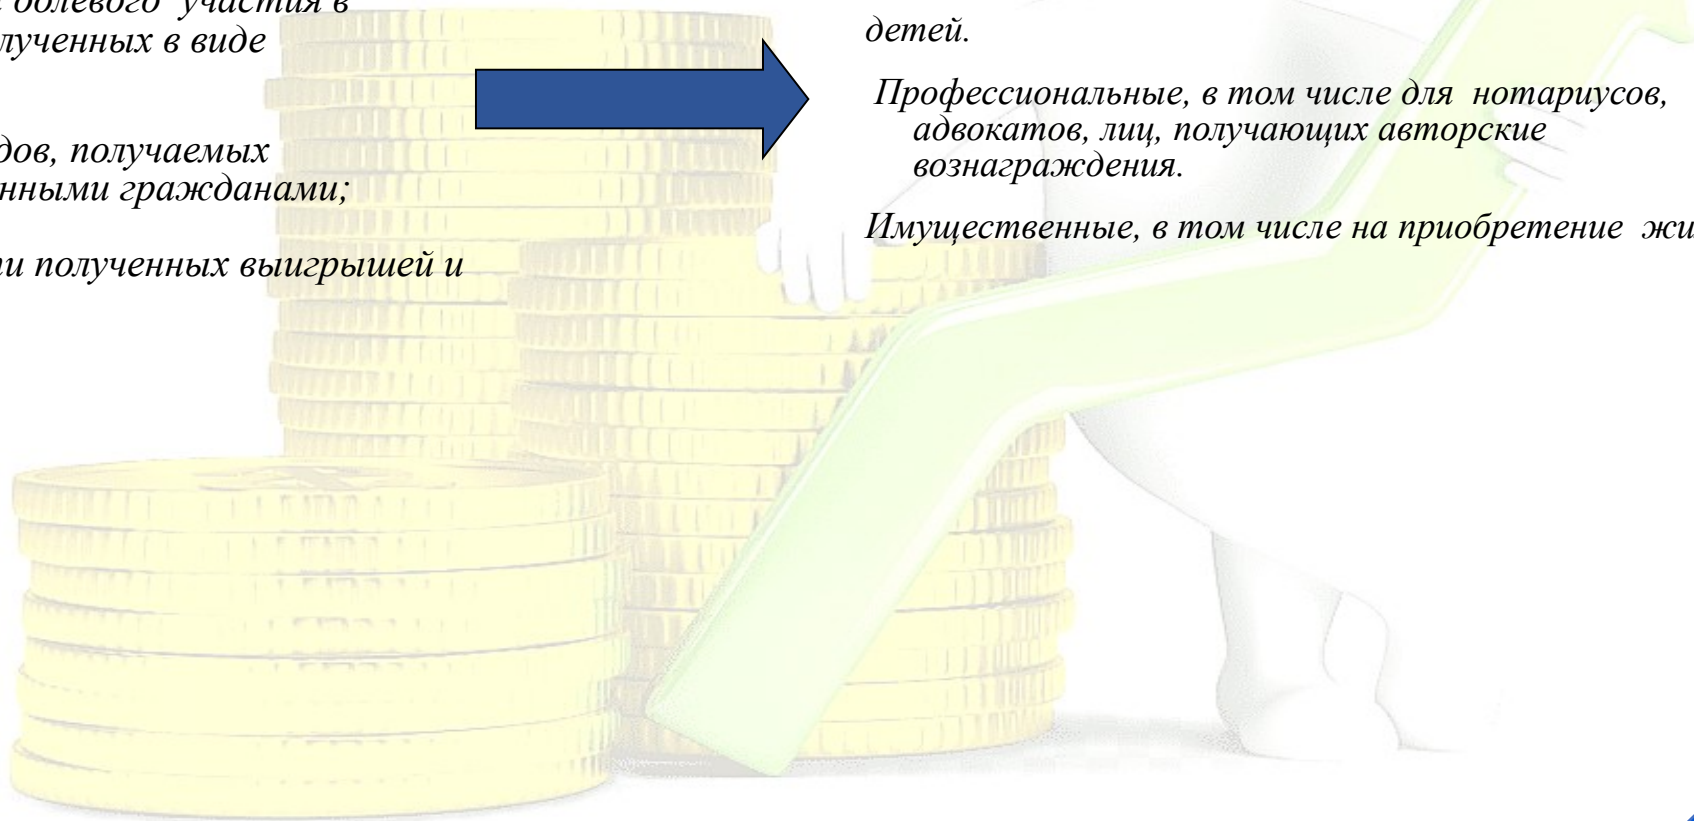 долевого участия в
лученных в виде
дов, получаемых
нными гражданами;
ти полученных выигрышей и
детей.
Профессиональные, в том числе для нотариусов,
адвокатов, лиц, получающих авторские
вознаграждения.
Имущественные, в том числе на приобретение жи